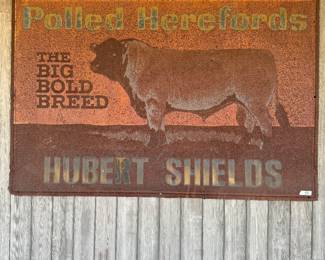 Polled Herefords
THE
BIG
BOLD
BREED
HUBERT SHIELDS